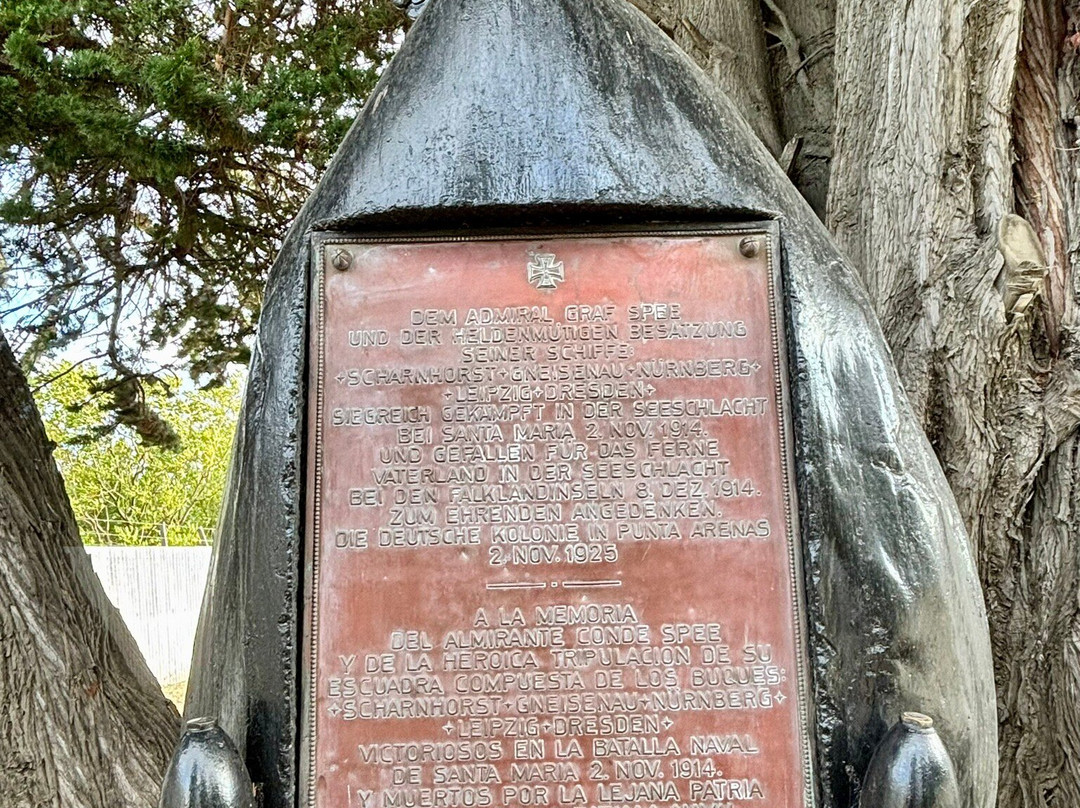 DEM ADMIRAL GRAF SPEE
UND DER HELDENMÜTIGEN BESATZUNG
SEINER SCHIFFE:
+SCHARNHORST+GNEISENAU+NÜRNBERG+
+LEIPZIG+DRESDEN+
SIEGREICH GEKÄMPFT IN DER SEESCHLACHT
BEI SANTA MARIA 2. NOV. 1914.
UND GEFALLEN FÜR DAS FERNE
VATERLAND IN DER SEESCHLACHT
BEI DEN FALKLANDINSELN 8. DEZ. 1914.
ZUM EHRENDEN ANGEDENKEN.
DIE DEUTSCHE KOLONIE IN PUNTA ARENAS
2. NOV. 1925
A LA MEMORIA
DEL ALMIRANTE CONDE SPEE
Y DE LA HEROICA TRIPULACION DE SU
ESCUADRA COMPUESTA DE LOS BUQUES:
+SCHARNHORST+GNEISENAU+NÜRNBERG+
+LEIPZIG+DRESDEN+
VICTORIOSOS EN LA BATALLA NAVAL
DE SANTA MARIA 2. NOV. 1914.
Y MUERTOS POR LA LEJANA PATRIA